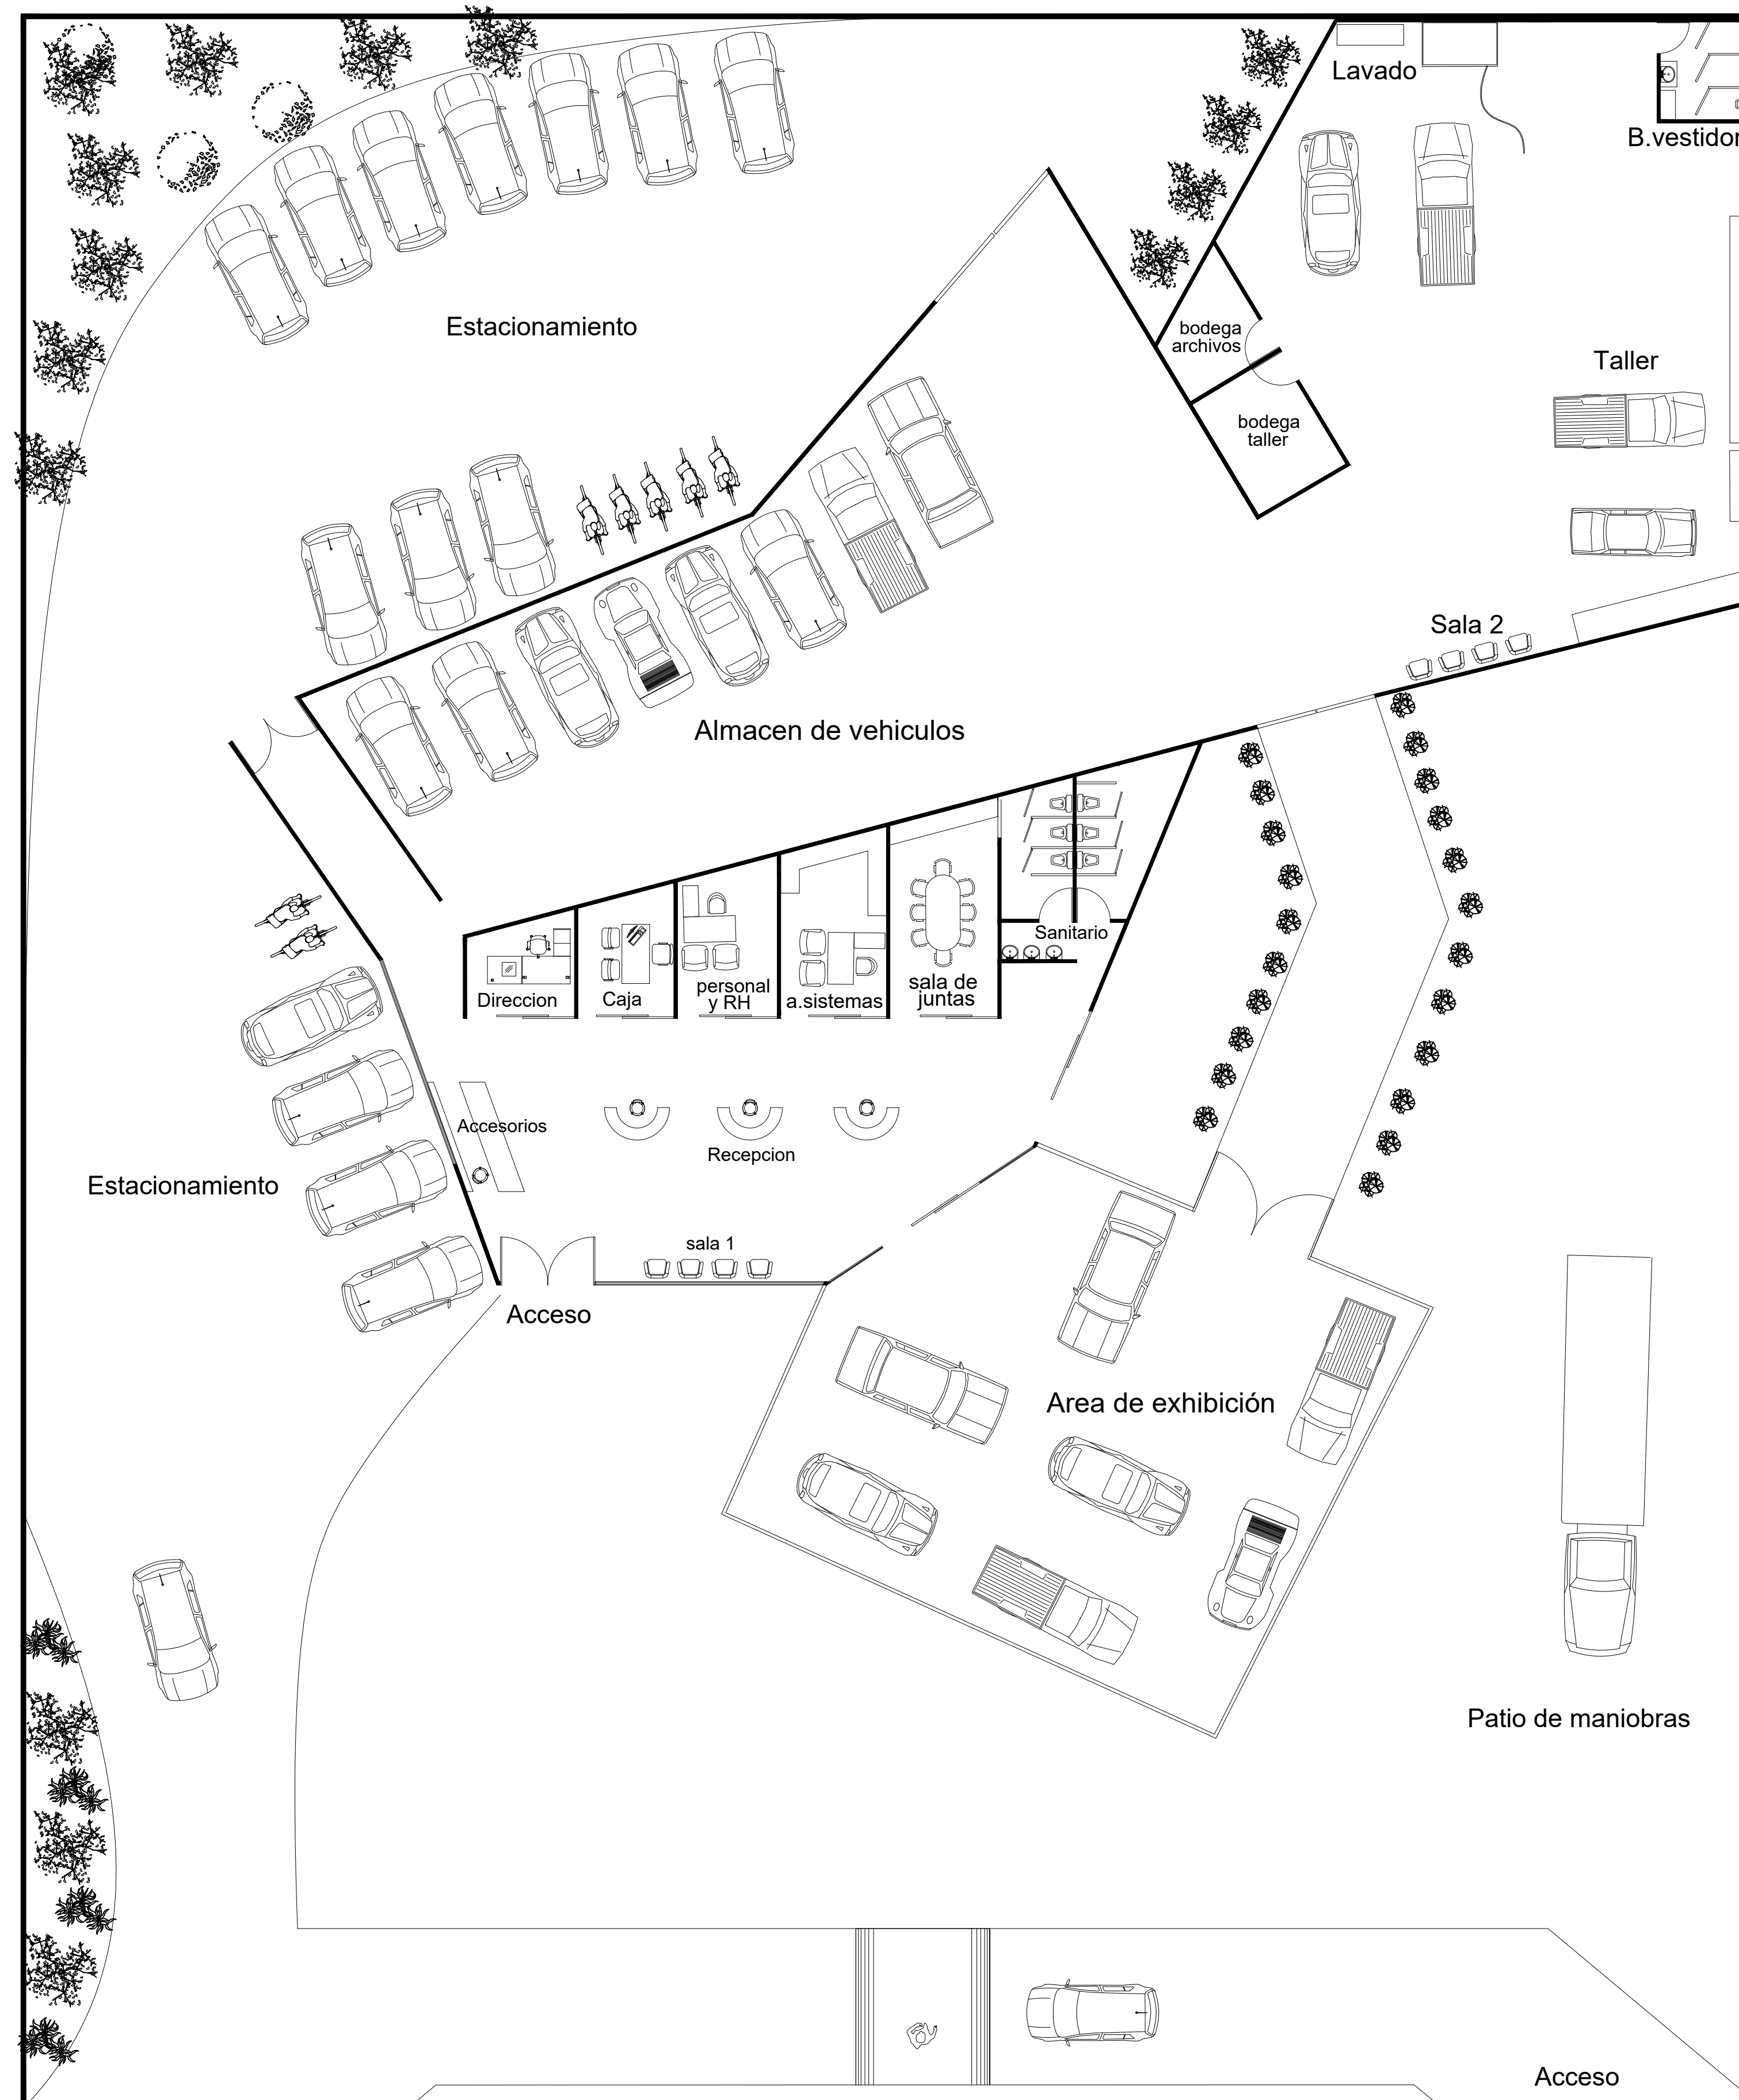 Lavado
B.vestidor
Estacionamiento
bodega
archivos
Taller
bodega
taller
Sala 2
Almacen de vehiculos
Sanitario
Direccion
Caja
personal
y RH
a.sistemas
sala de
juntas
Accesorios
Recepcion
Estacionamiento
sala 1
Acceso
Area de exhibición
Patio de maniobras
Acceso